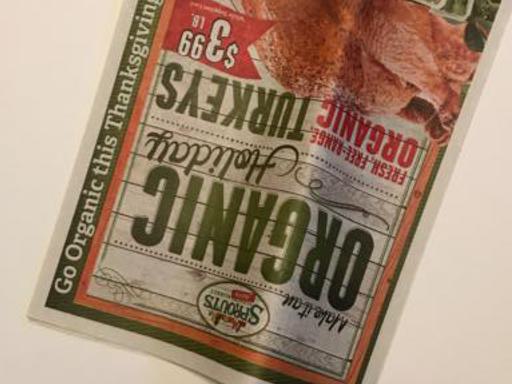 Sprouts
Make it an
ORGANIC
Holiday
FRESH, FREE-RANGE,
ORGANIC TURKEYS
$3.99
LB.
Go Organic this Thanksgiving